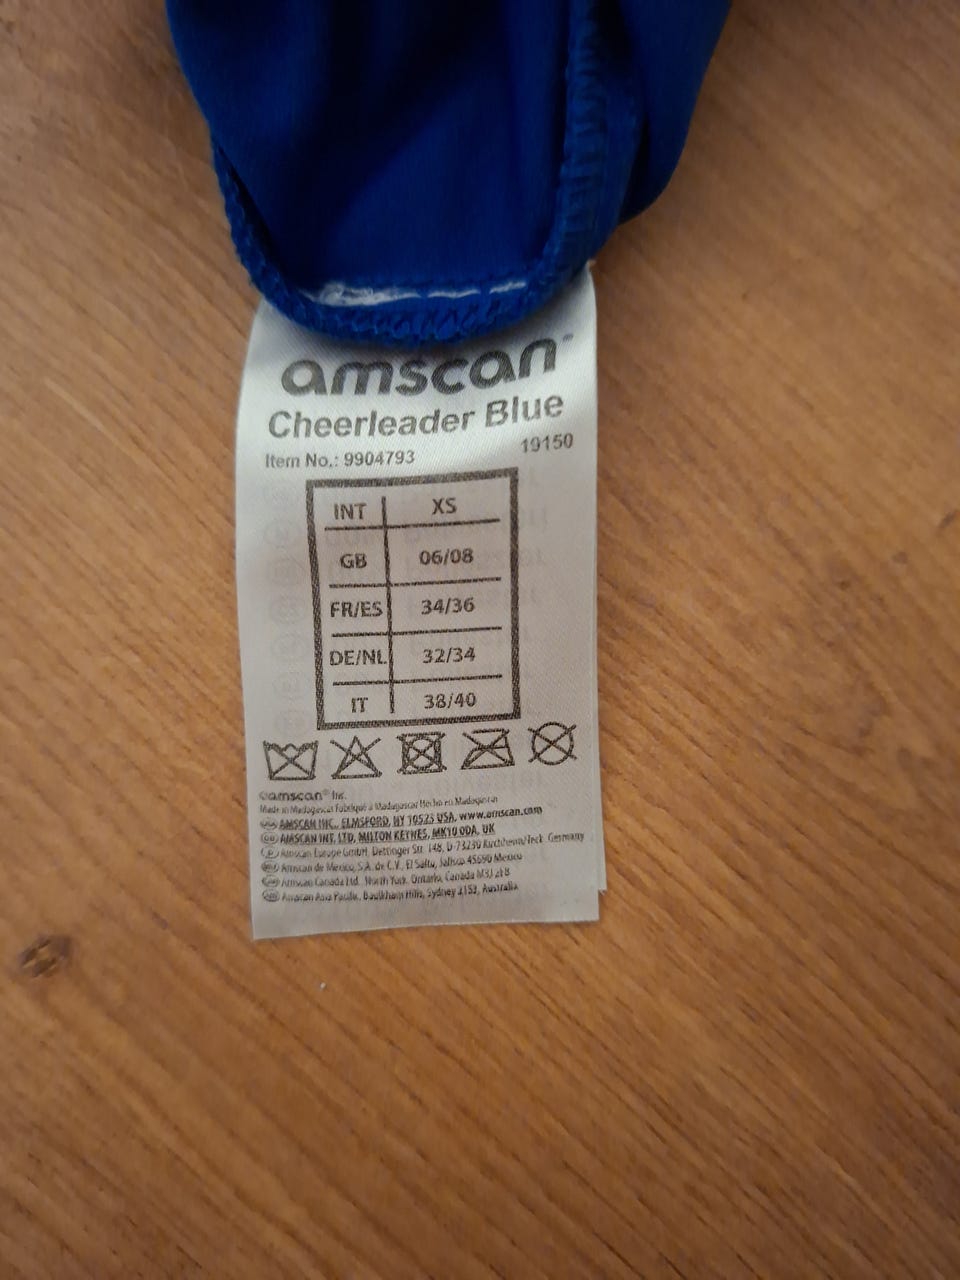 amscan
Cheerleader Blue
Item No.: 9904793 19150
INT XS
GB 06/08
FR/ES 34/36
DE/NL 32/34
IT 38/40
©amscan® Inc.
Made in Madagascar Fabriqué à Madagascar Hecho en Madagascar
AMSCAN INC., ELMSFORD, NY 10523 USA, www.amscan.com
GB AMSCAN INT. LTD, MILTON KEYNES, MK10 0DA, UK
Amscan Europe GmbH, Dettinger Str. 148, D-73230 Kirchheim/Teck Germany
Amscan de Mexico, S.A. de C.V., El Salto, Jalisco 45690 Mexico
Amscan Canada Ltd. North York, Ontario, Canada M3J 2E8
Amscan Asia Pacific, Baulkham Hills, Sydney 2153, Australia